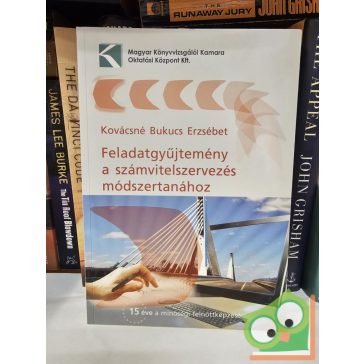 THE
RUNAWAY JURY
JOHN GRISHAM
Magyar Könyvvizsgálói Kamara
Oktatási Központ Kft.
Kovácsné Bukucs Erzsébet
Feladatgyűjtemény
a számvitelszervezés
módszertanához
15 éve a minőségi felnőttképzésért
JAMES LEE BURKE
The Tin Roof Blowdown
THE DA VINCI CODE
THE APPEAL
JOHN GRISHAM